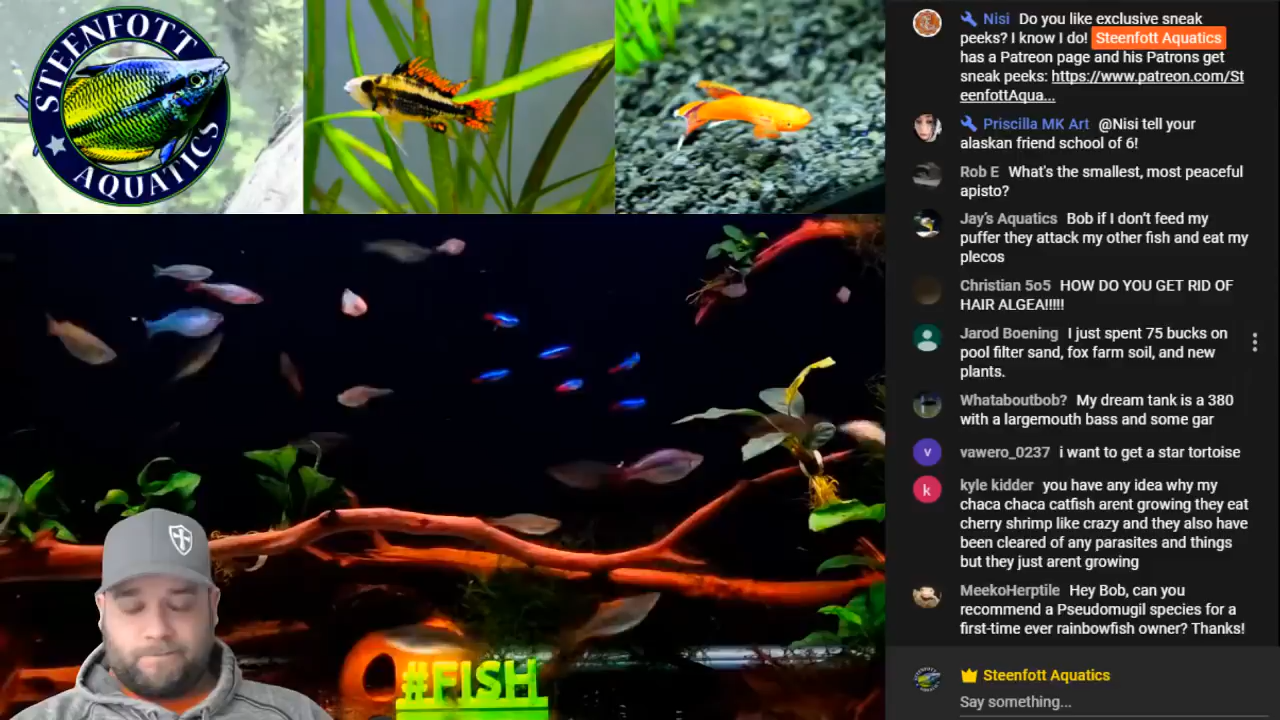 STEENFOTT
AQUATICS
#FISH
Nisi Do you like exclusive sneak
peeks? I know I do! Steenfott Aquatics
has a Patreon page and his Patrons get
sneak peeks: https://www.patreon.com/St
eenfottAqua...
Priscilla MK Art @Nisi tell your
alaskan friend school of 6!
Rob E What's the smallest, most peaceful
apisto?
Jay's Aquatics Bob if I don't feed my
puffer they attack my other fish and eat my
plecos
Christian 5o5 HOW DO YOU GET RID OF
HAIR ALGEA!!!!!
Jarod Boening I just spent 75 bucks on
pool filter sand, fox farm soil, and new
plants.
Whataboutbob? My dream tank is a 380
with a largemouth bass and some gar
v vawero_0237 i want to get a star tortoise
k kyle kidder you have any idea why my
chaca chaca catfish arent growing they eat
cherry shrimp like crazy and they also have
been cleared of any parasites and things
but they just arent growing
MeekoHerptile Hey Bob, can you
recommend a Pseudomugil species for a
first-time ever rainbowfish owner? Thanks!
Steenfott Aquatics
Say something...